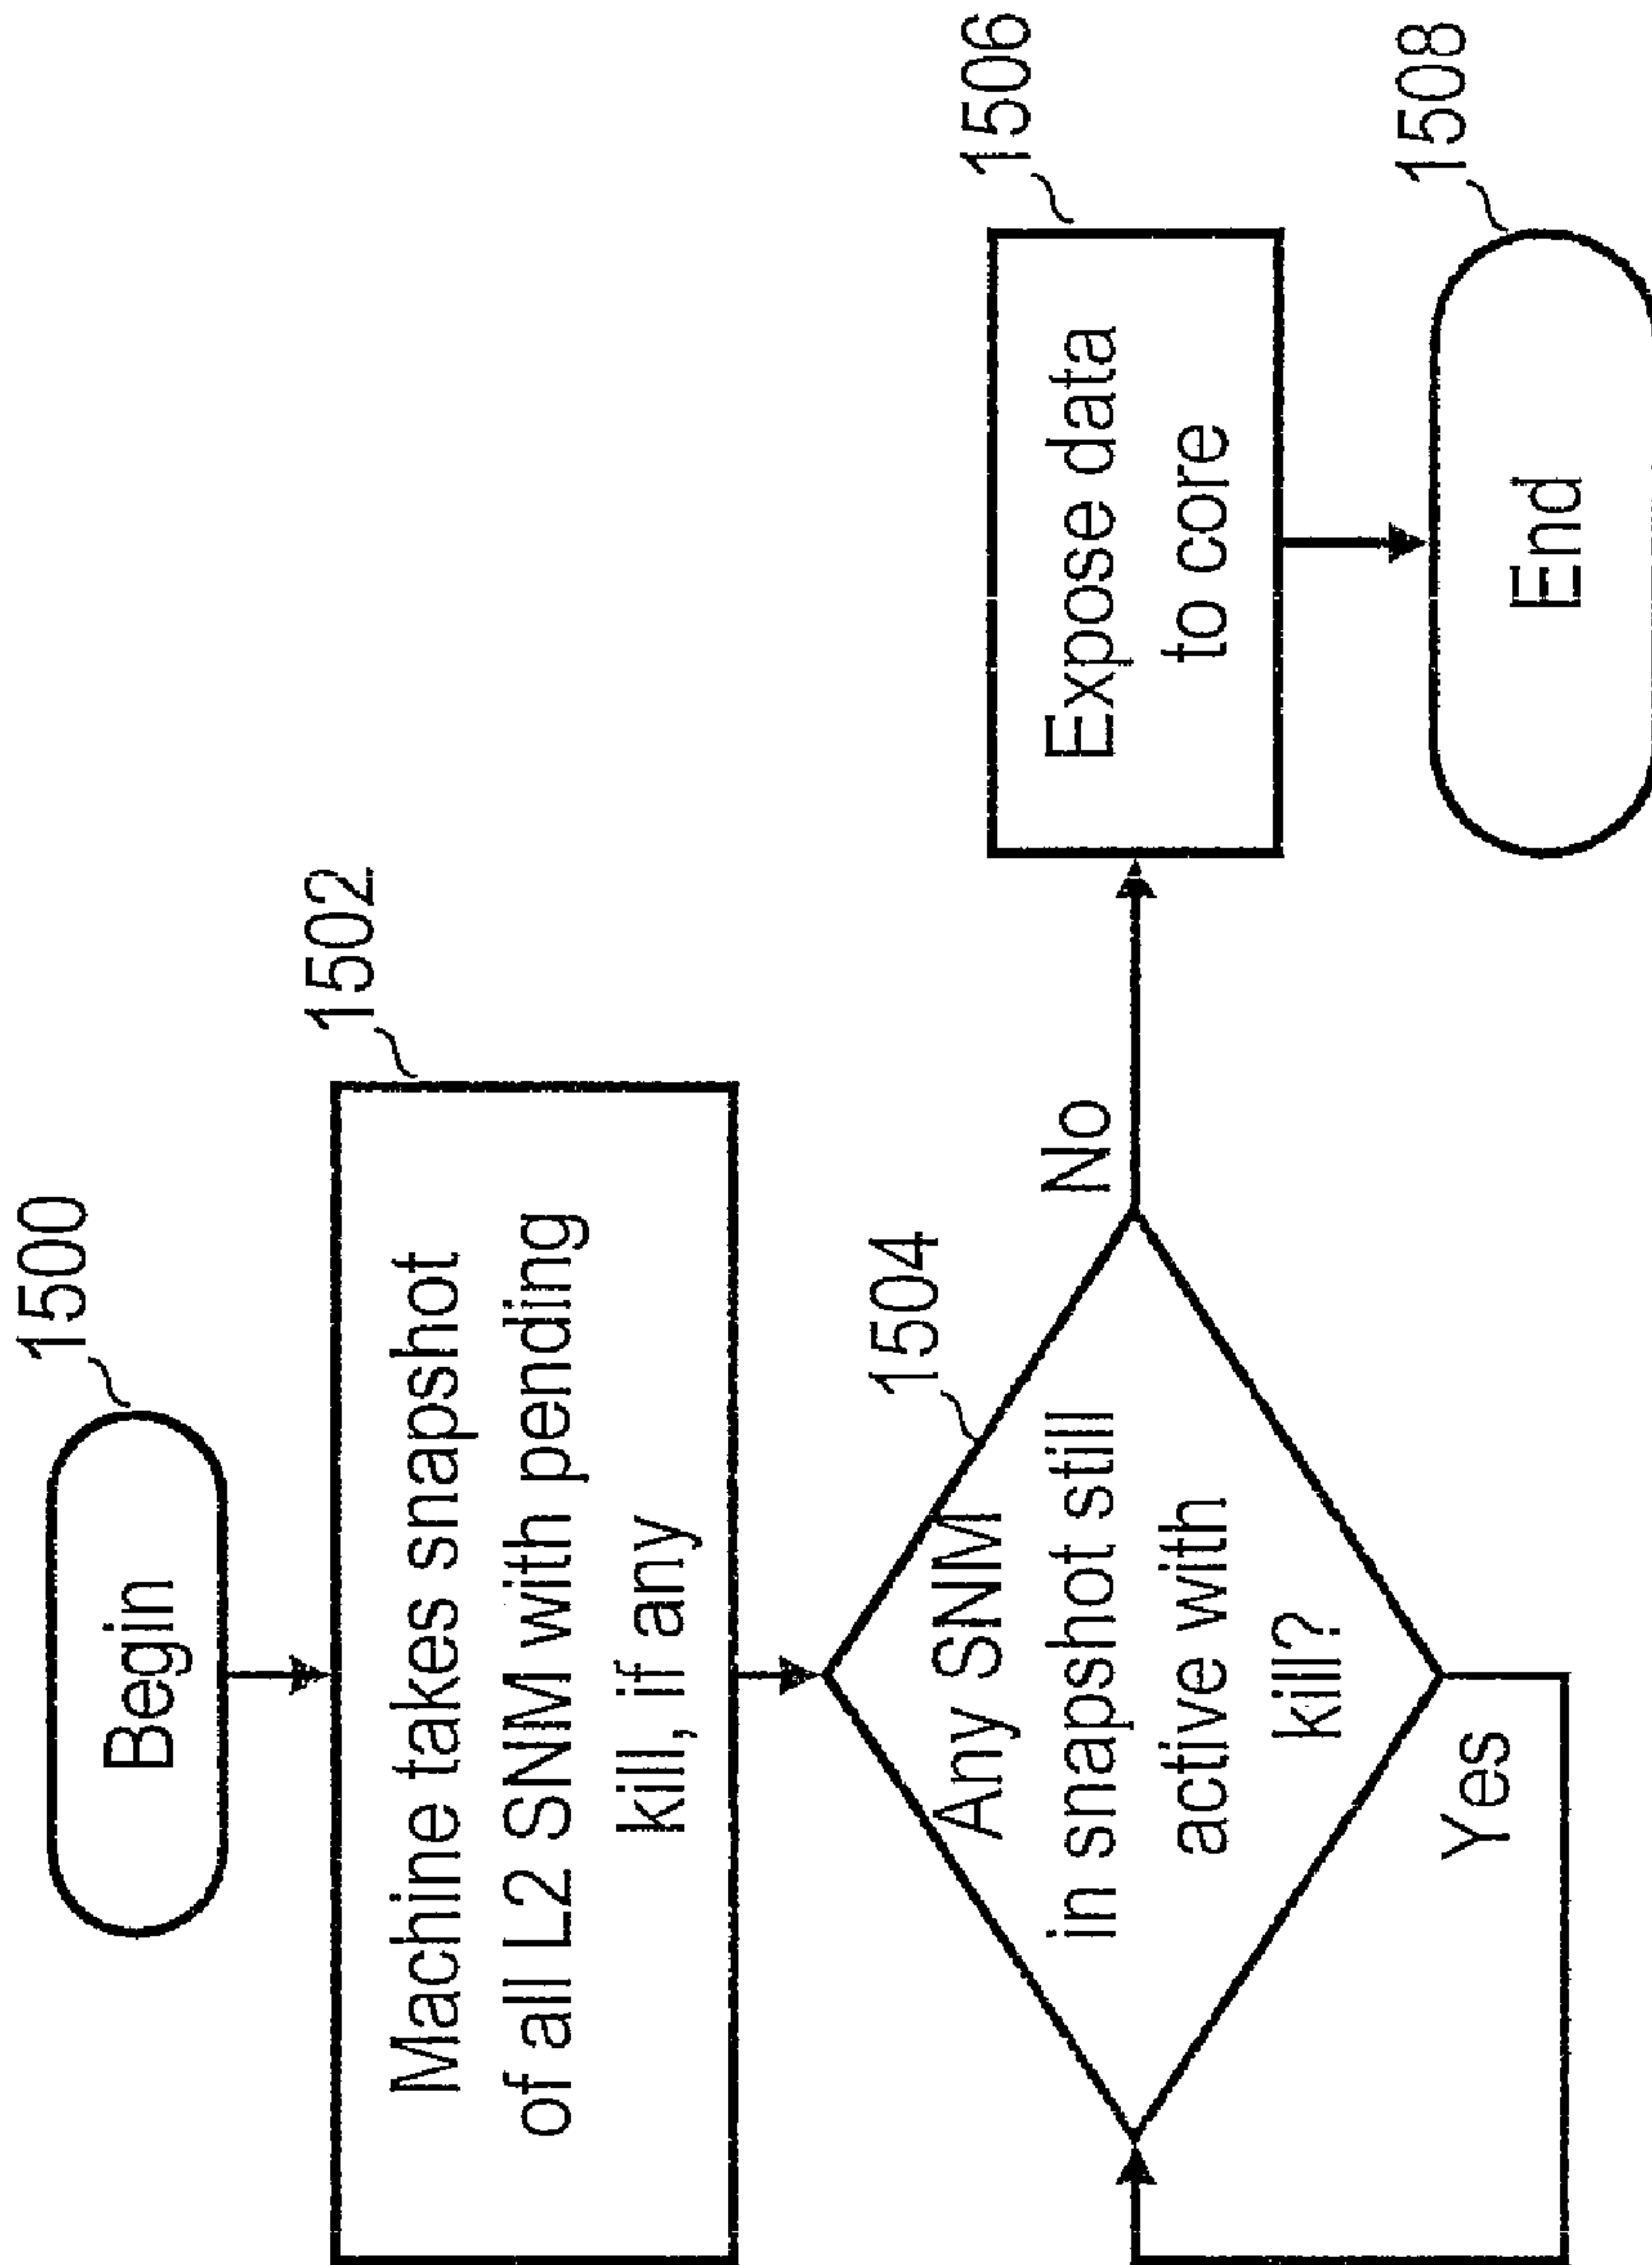 1500
Begin
1502
Machine takes snapshot
of all L2 SNM with pending
kill, if any
1504
Any SNM
in snapshot still
active with
kill?
No
Yes
1506
Expose data
to core
1508
End